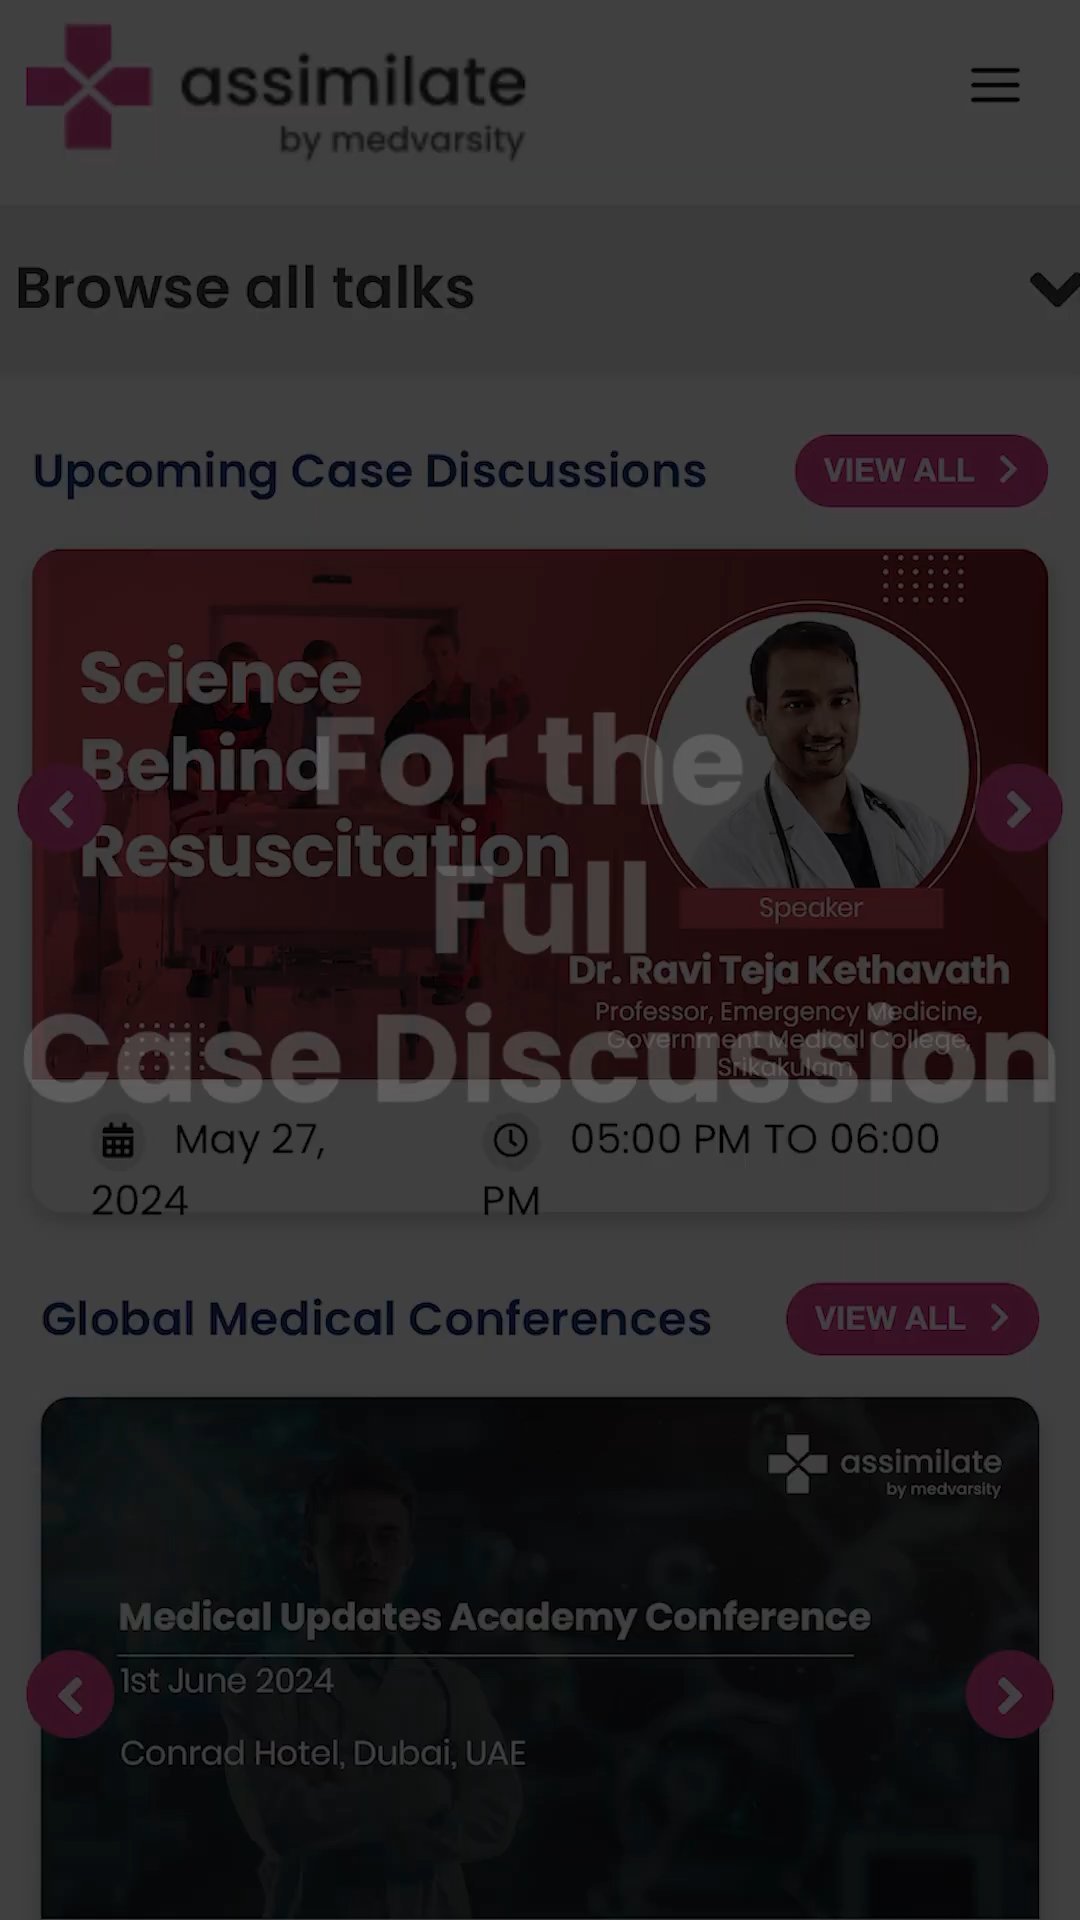 assimilate
by medvarsity
Browse all talks
Upcoming Case Discussions
VIEW ALL
Science
Behind
Resuscitation
For the
Full
Case Discussion
Speaker
Dr. Ravi Teja Kethavath
Professor, Emergency Medicine,
Government Medical College,
Srikakulam
May 27,
2024
05:00 PM TO 06:00
PM
Global Medical Conferences
VIEW ALL
assimilate
by medvarsity
Medical Updates Academy Conference
1st June 2024
Conrad Hotel, Dubai, UAE